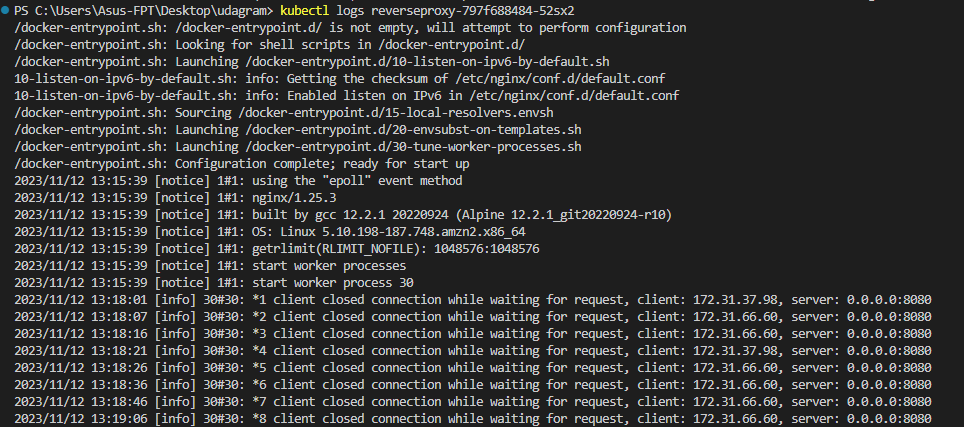 PS C:\Users\Asus-FPT\Desktop\udagram> kubectl logs reverseproxy-797f688484-52sx2
/docker-entrypoint.sh: /docker-entrypoint.d/ is not empty, will attempt to perform configuration
/docker-entrypoint.sh: Looking for shell scripts in /docker-entrypoint.d/
/docker-entrypoint.sh: Launching /docker-entrypoint.d/10-listen-on-ipv6-by-default.sh
10-listen-on-ipv6-by-default.sh: info: Getting the checksum of /etc/nginx/conf.d/default.conf
10-listen-on-ipv6-by-default.sh: info: Enabled listen on IPv6 in /etc/nginx/conf.d/default.conf
/docker-entrypoint.sh: Sourcing /docker-entrypoint.d/15-local-resolvers.envsh
/docker-entrypoint.sh: Launching /docker-entrypoint.d/20-envsubst-on-templates.sh
/docker-entrypoint.sh: Launching /docker-entrypoint.d/30-tune-worker-processes.sh
/docker-entrypoint.sh: Configuration complete; ready for start up
2023/11/12 13:15:39 [notice] 1#1: using the "epoll" event method
2023/11/12 13:15:39 [notice] 1#1: nginx/1.25.3
2023/11/12 13:15:39 [notice] 1#1: built by gcc 12.2.1 20220924 (Alpine 12.2.1_git20220924-r10)
2023/11/12 13:15:39 [notice] 1#1: OS: Linux 5.10.198-187.748.amzn2.x86_64
2023/11/12 13:15:39 [notice] 1#1: getrlimit(RLIMIT_NOFILE): 1048576:1048576
2023/11/12 13:15:39 [notice] 1#1: start worker processes
2023/11/12 13:15:39 [notice] 1#1: start worker process 30
2023/11/12 13:18:01 [info] 30#30: *1 client closed connection while waiting for request, client: 172.31.37.98, server: 0.0.0.0:8080
2023/11/12 13:18:07 [info] 30#30: *2 client closed connection while waiting for request, client: 172.31.66.60, server: 0.0.0.0:8080
2023/11/12 13:18:16 [info] 30#30: *3 client closed connection while waiting for request, client: 172.31.66.60, server: 0.0.0.0:8080
2023/11/12 13:18:21 [info] 30#30: *4 client closed connection while waiting for request, client: 172.31.37.98, server: 0.0.0.0:8080
2023/11/12 13:18:26 [info] 30#30: *5 client closed connection while waiting for request, client: 172.31.66.60, server: 0.0.0.0:8080
2023/11/12 13:18:36 [info] 30#30: *6 client closed connection while waiting for request, client: 172.31.66.60, server: 0.0.0.0:8080
2023/11/12 13:18:46 [info] 30#30: *7 client closed connection while waiting for request, client: 172.31.66.60, server: 0.0.0.0:8080
2023/11/12 13:19:06 [info] 30#30: *8 client closed connection while waiting for request, client: 172.31.66.60, server: 0.0.0.0:8080